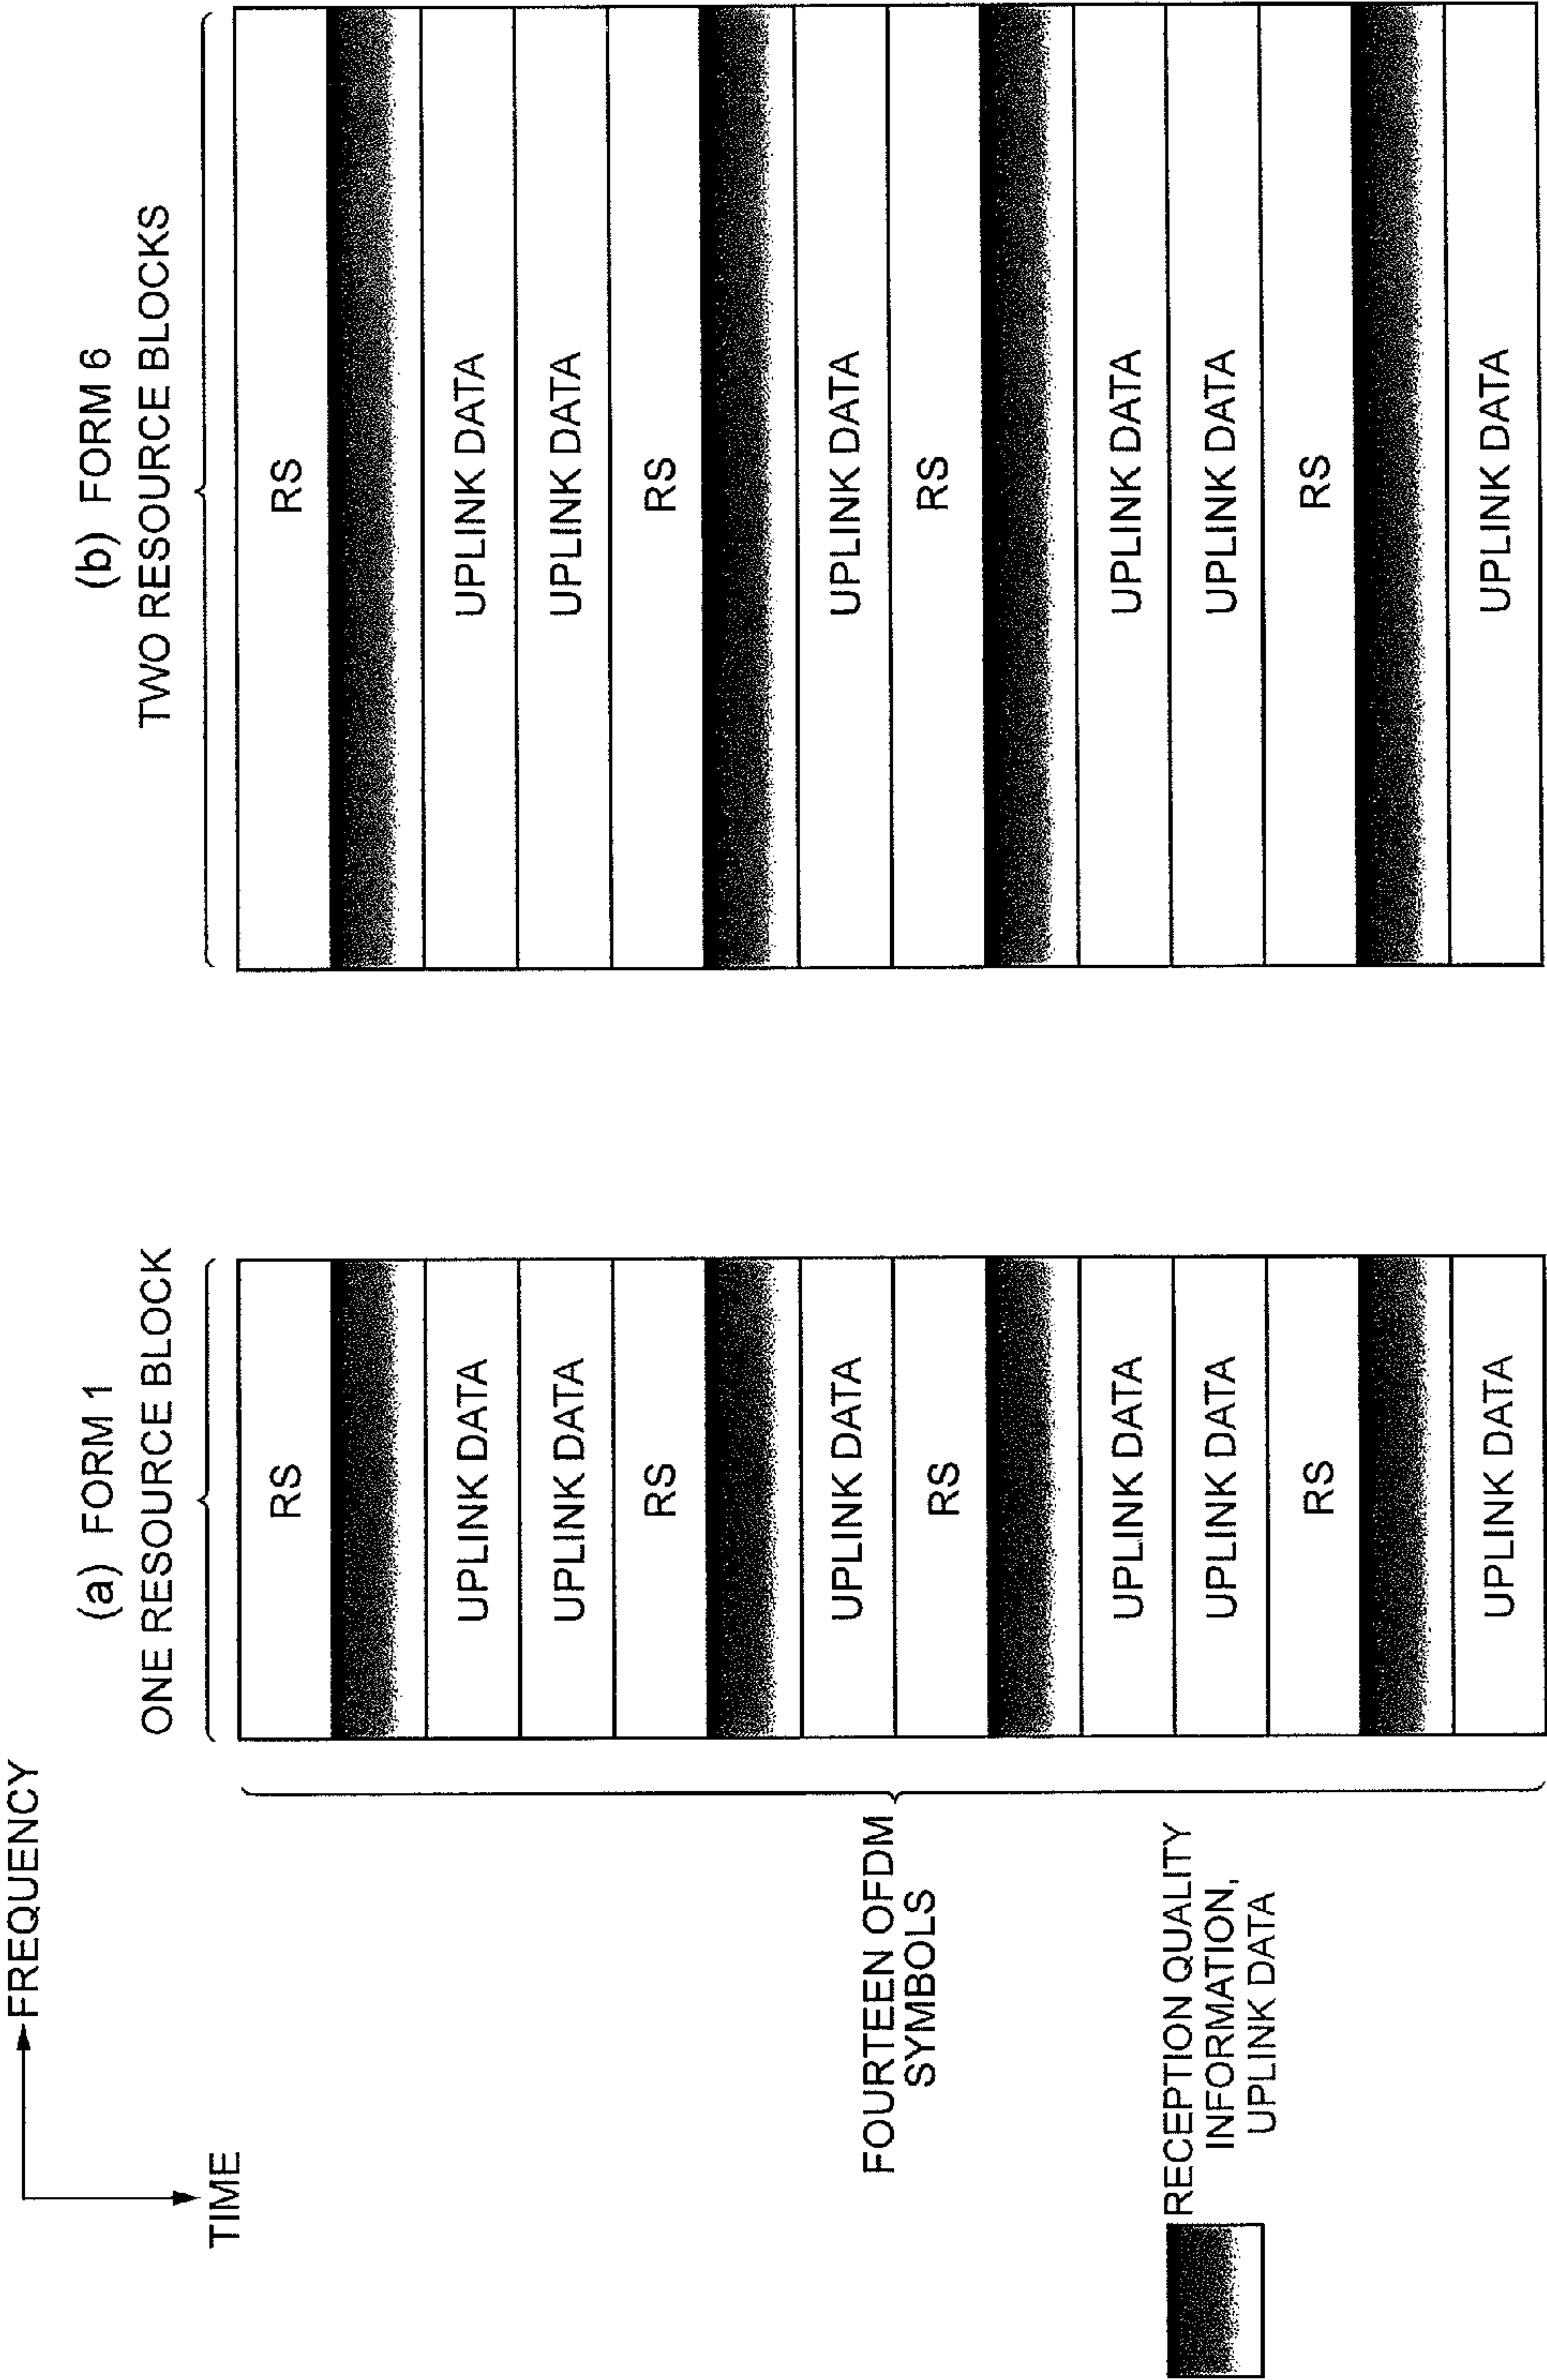 FREQUENCY
TIME
(a) FORM 1
ONE RESOURCE BLOCK
RS
UPLINK DATA
UPLINK DATA
RS
UPLINK DATA
RS
UPLINK DATA
UPLINK DATA
RS
UPLINK DATA
FOURTEEN OFDM
SYMBOLS
RECEPTION QUALITY
INFORMATION,
UPLINK DATA
(b) FORM 6
TWO RESOURCE BLOCKS
RS
UPLINK DATA
UPLINK DATA
RS
UPLINK DATA
RS
UPLINK DATA
UPLINK DATA
RS
UPLINK DATA